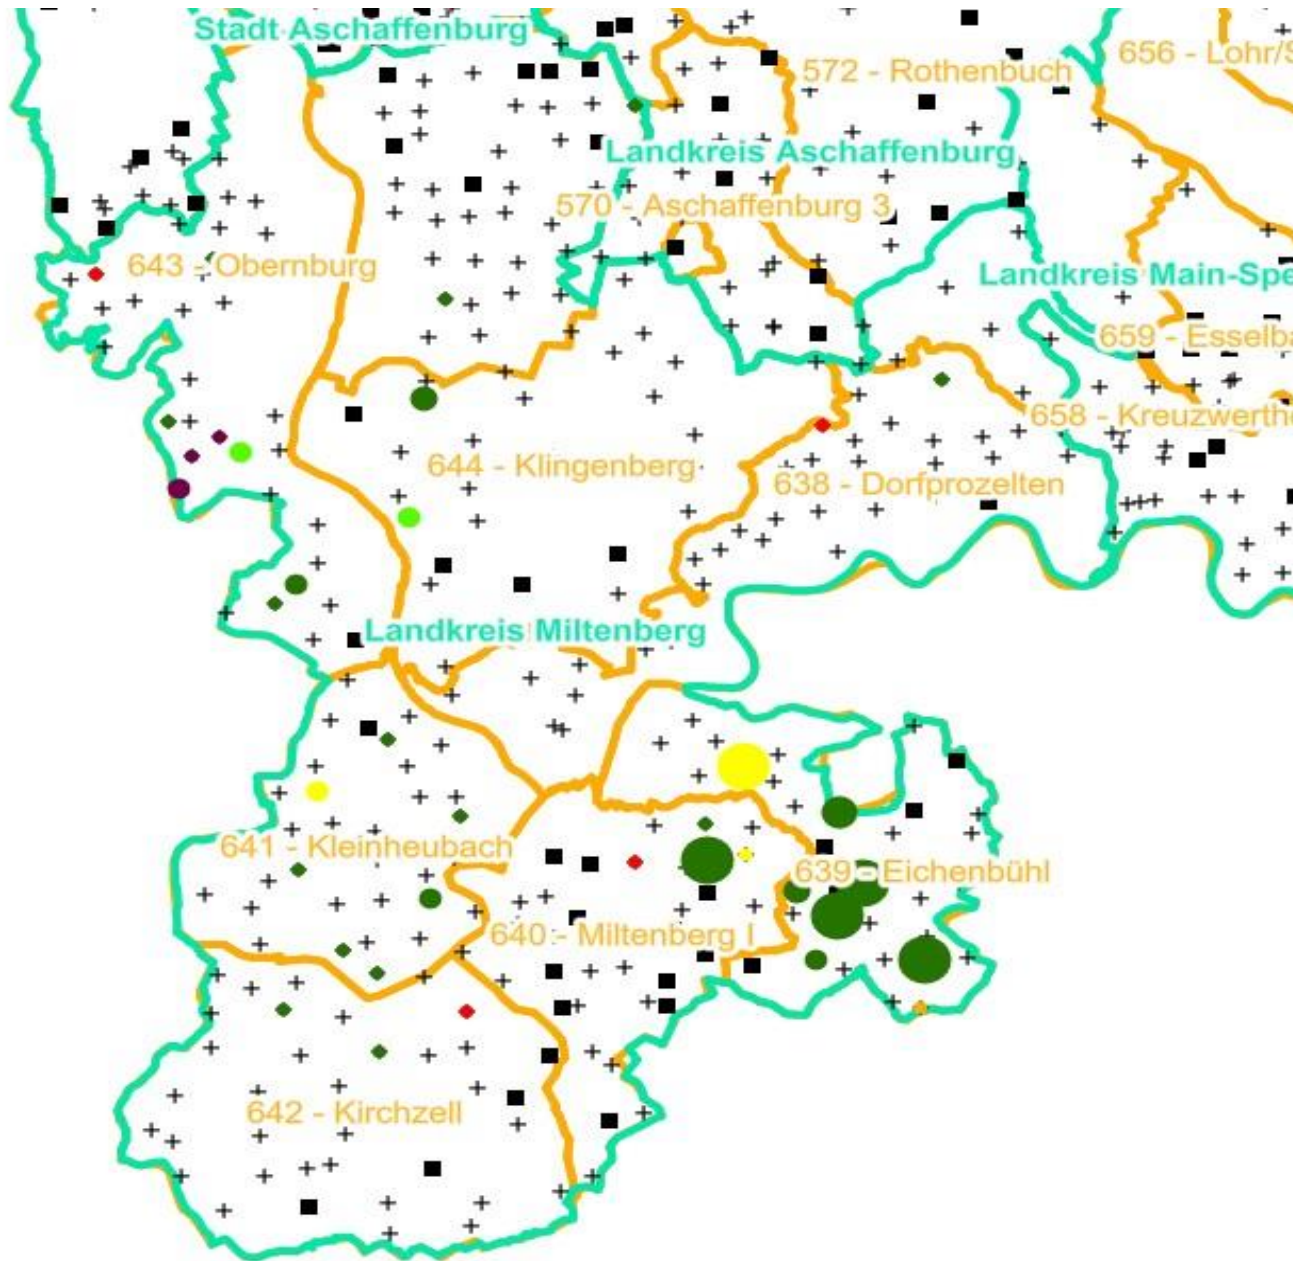 Stadt Aschaffenburg
656 - Lohr/S
572 - Rothenbuch
Landkreis Aschaffenburg
570 - Aschaffenburg 3
643 - Obernburg
Landkreis Main-Spe
659 - Esselba
658 - Kreuzwerthe
644 - Klingenberg
638 - Dorfprozelten
Landkreis Miltenberg
641 - Kleinheubach
639 - Eichenbühl
640 - Miltenberg I
642 - Kirchzell